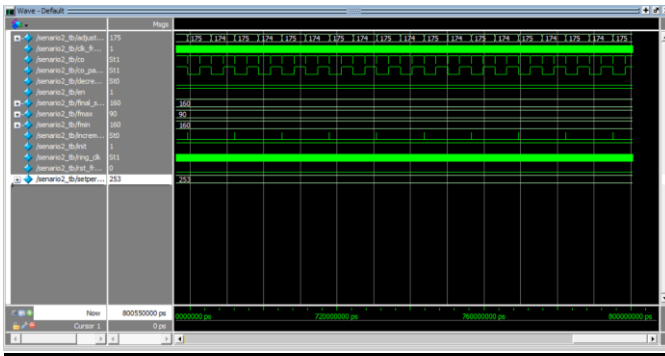 Wave - Default
Msgs
/senario2_tb/adjust... 175 175 174 175 174 175 174 175 174 175 174 175 174 175 174 175 174 175 174 175
/senario2_tb/clk_fr... 1
/senario2_tb/co St1
/senario2_tb/co_pa... St1
/senario2_tb/decre... St0
/senario2_tb/en 1
/senario2_tb/final_s... 160 160
/senario2_tb/fmax 90 90
/senario2_tb/fmin 160 160
/senario2_tb/increm... St0
/senario2_tb/init 1
/senario2_tb/ring_clk St1
/senario2_tb/rst_fr... 0
/senario2_tb/setper... 253 253
Now 800550000 ps 0000000 ps 720000000 ps 760000000 ps 800000000 ps
Cursor 1 0 ps